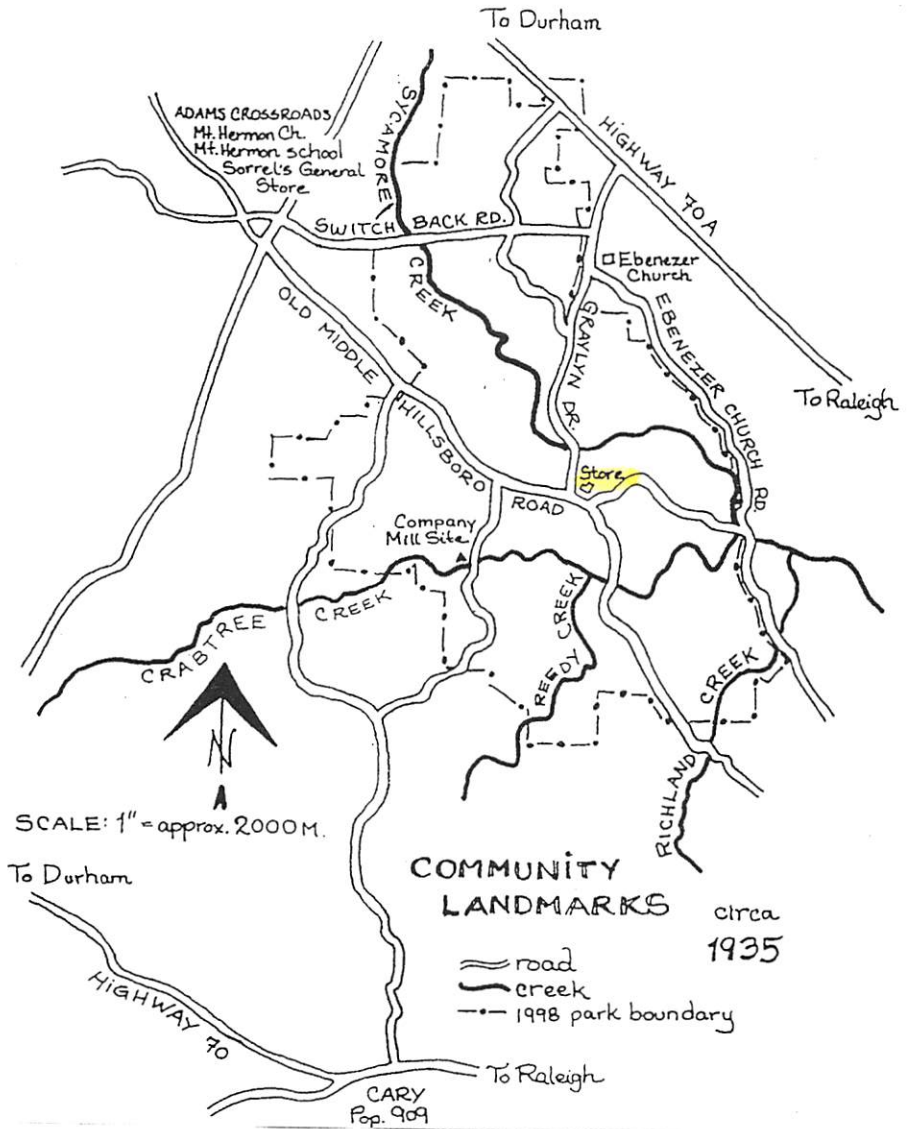 To Durham
ADAMS CROSSROADS
Mt. Hermon Ch.
Mt. Hermon school
Sorrel's General
Store
SYCAMORE
CREEK
HIGHWAY 70 A
SWITCH BACK RD.
Ebenezer
Church
EBENEZER CHURCH RD.
GRAYLYN DR.
OLD MIDDLE
HILLSBORO
ROAD
To Raleigh
Store
Company
Mill Site
CRABTREE
CREEK
REEDY CREEK
RICHLAND
CREEK
N
SCALE: 1" = approx. 2000 M.
To Durham
HIGHWAY 70
COMMUNITY
LANDMARKS
circa
1935
road
creek
1998 park boundary
To Raleigh
CARY
Pop. 909